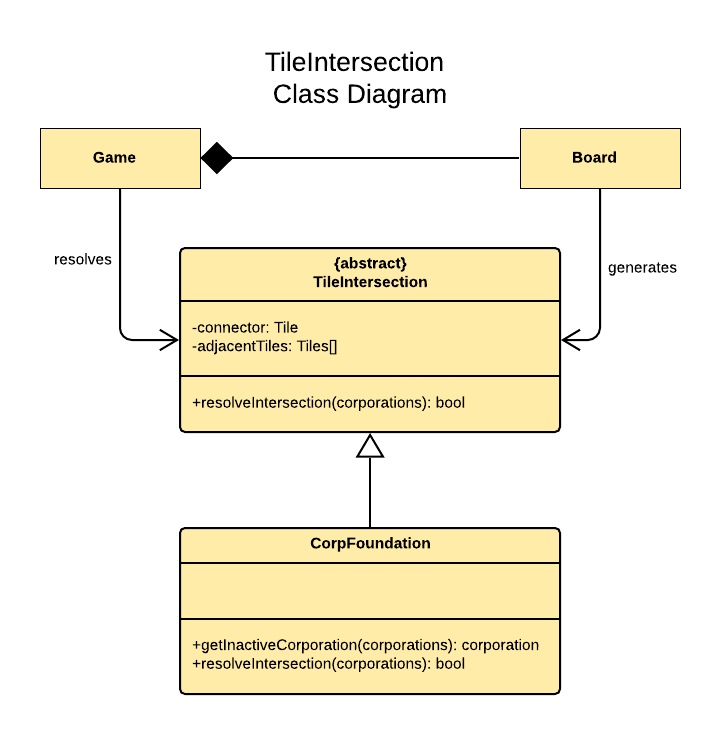 TileIntersection
Class Diagram
Game
Board
resolves
generates
{abstract}
TileIntersection
-connector: Tile
-adjacentTiles: Tiles[]
+resolveIntersection(corporations): bool
CorpFoundation
+getInactiveCorporation(corporations): corporation
+resolveIntersection(corporations): bool